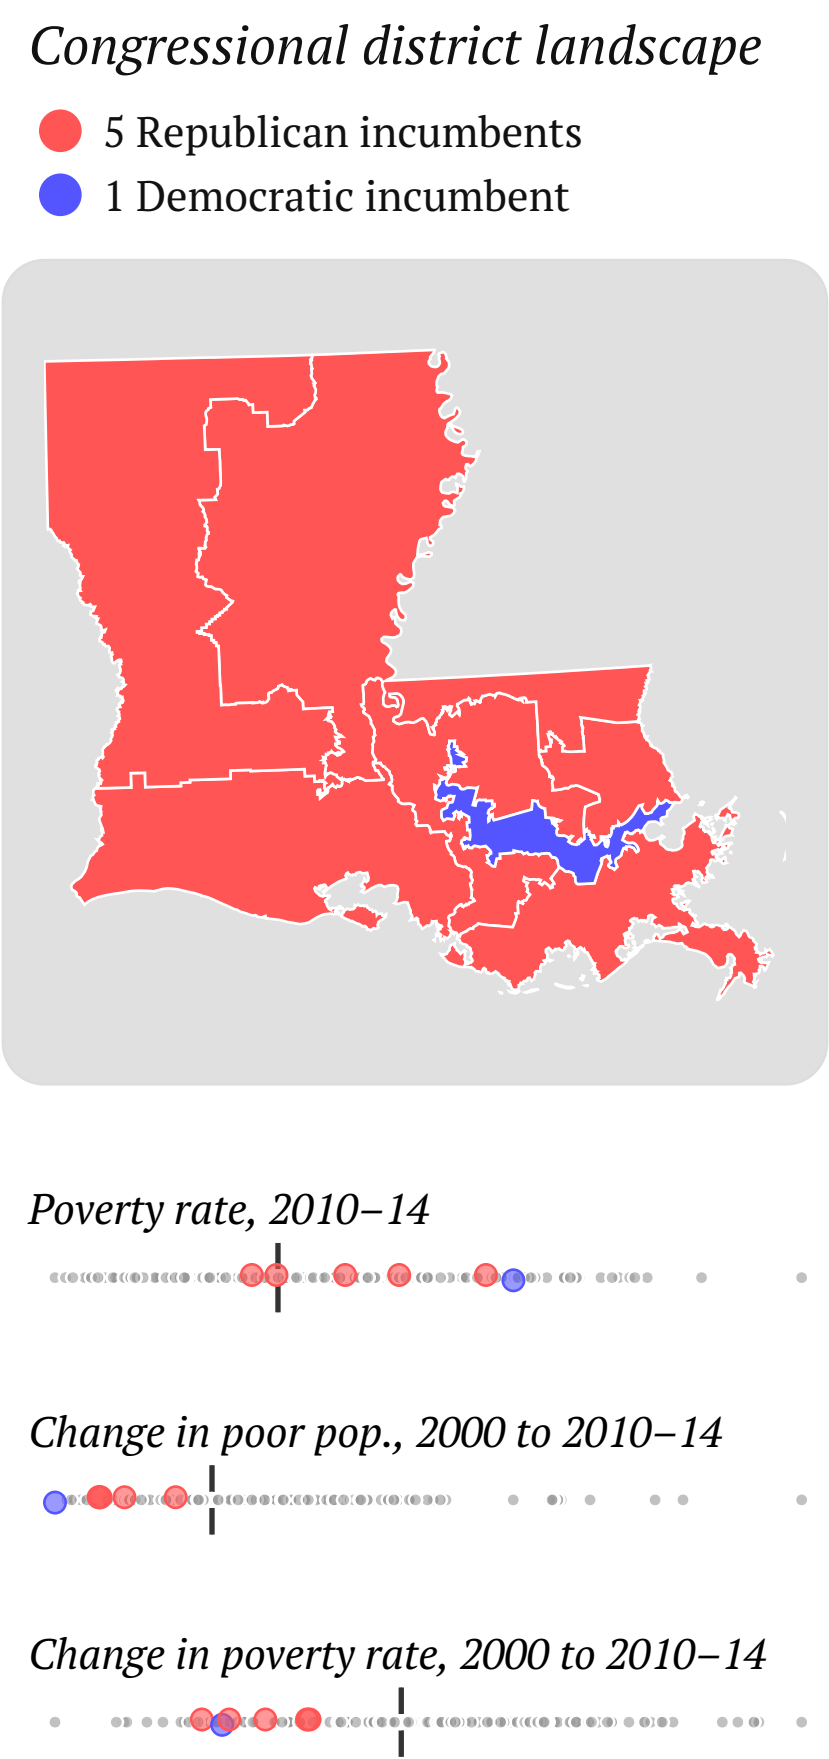 Congressional district landscape
5 Republican incumbents
1 Democratic incumbent
Poverty rate, 2010–14
Change in poor pop., 2000 to 2010–14
Change in poverty rate, 2000 to 2010–14